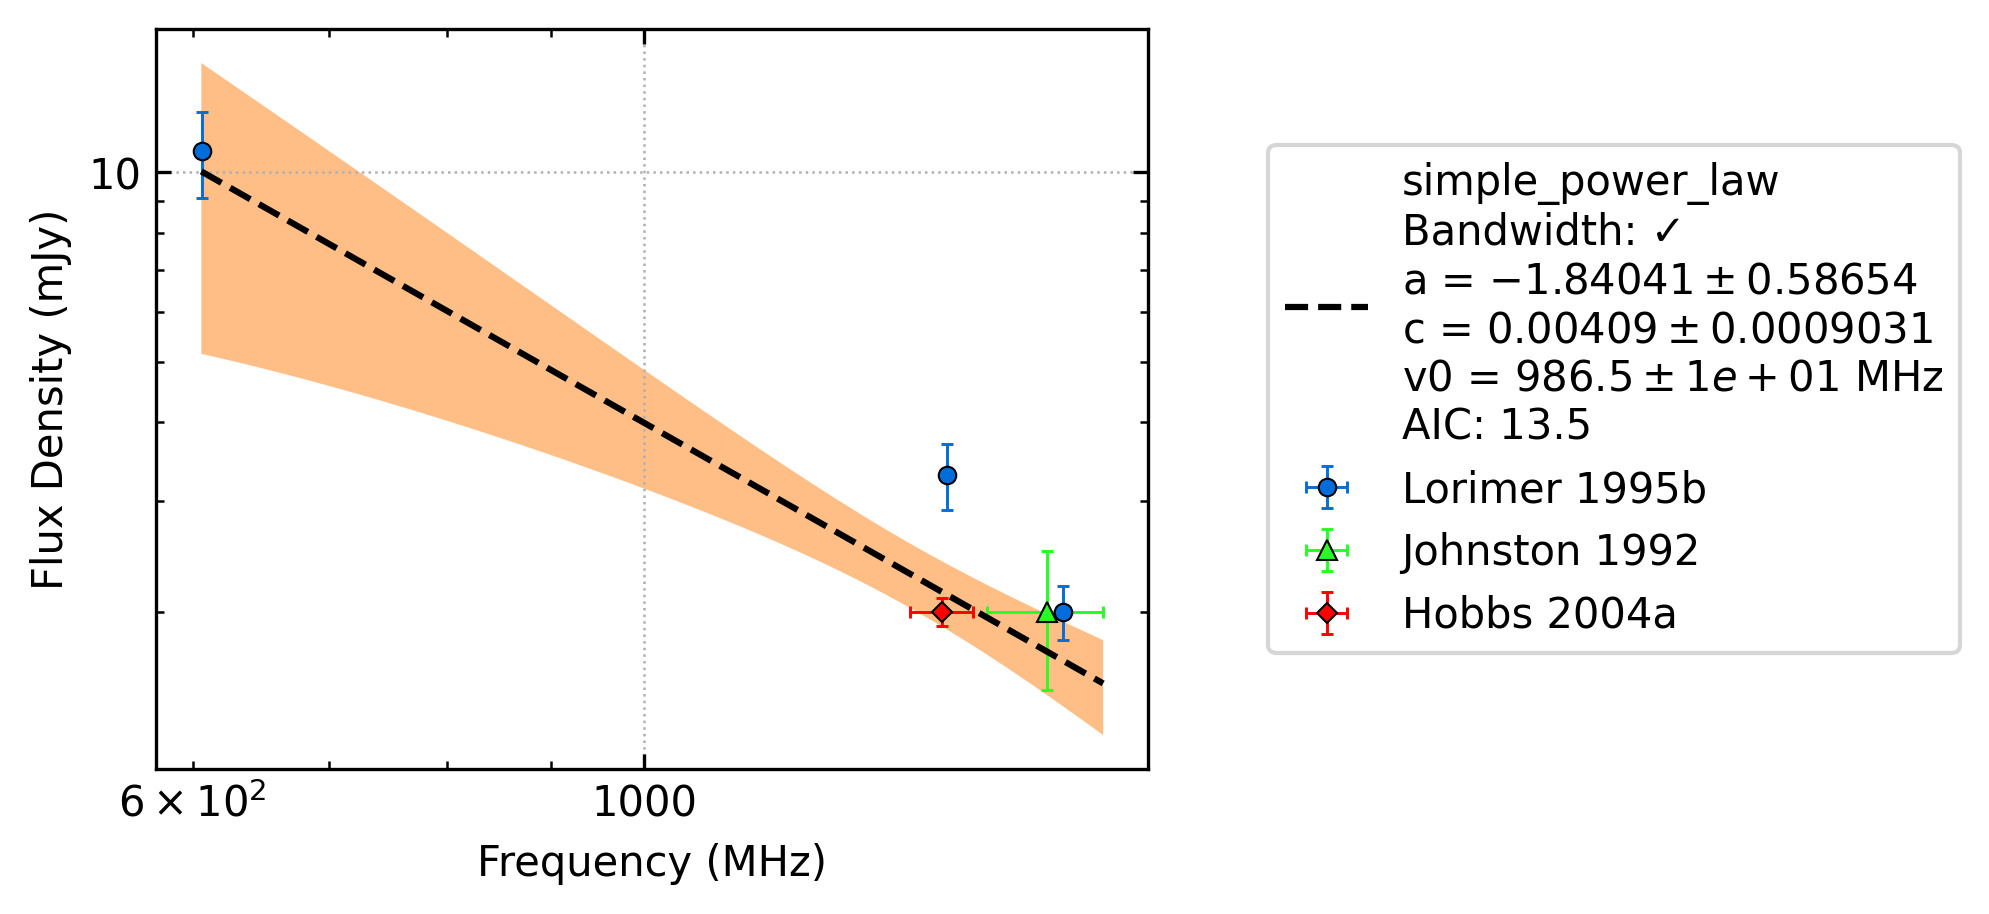 10
Flux Density (mJy)
6 × 10²
1000
Frequency (MHz)
simple_power_law
Bandwidth: ✓
a = −1.84041 ± 0.58654
c = 0.00409 ± 0.0009031
v0 = 986.5 ± 1e + 01 MHz
AIC: 13.5
Lorimer 1995b
Johnston 1992
Hobbs 2004a